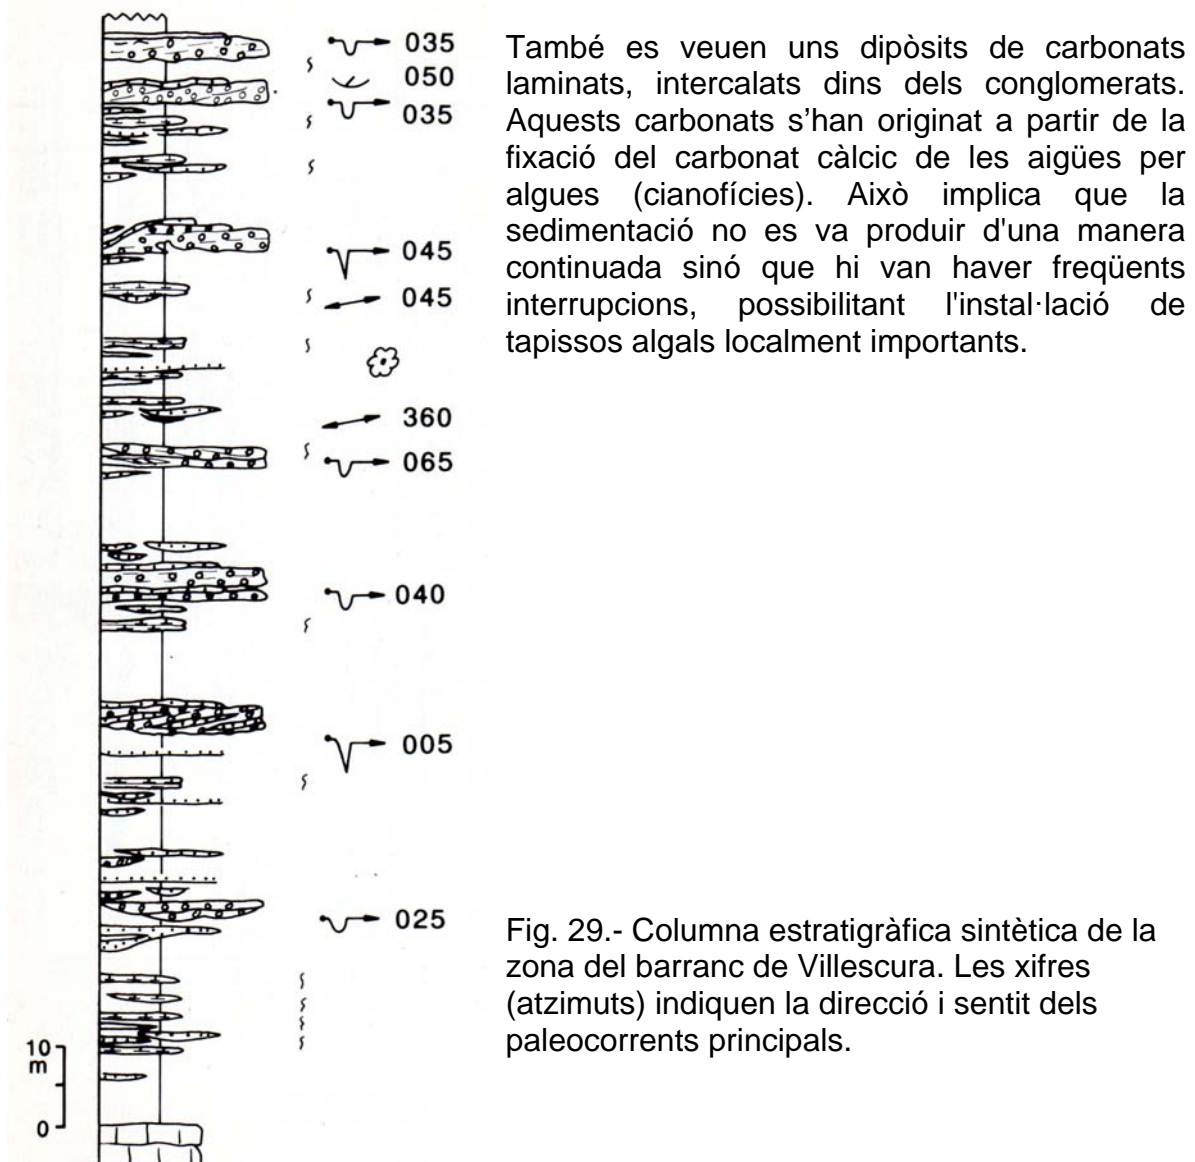 035
050
035
045
045
360
065
040
005
025
10
m
0
També es veuen uns dipòsits de carbonats
laminats, intercalats dins dels conglomerats.
Aquests carbonats s'han originat a partir de la
fixació del carbonat càlcic de les aigües per
algues (cianofícies). Això implica que la
sedimentació no es va produir d'una manera
continuada sinó que hi van haver freqüents
interrupcions, possibilitant l'instal·lació de
tapissos algals localment importants.
Fig. 29.- Columna estratigràfica sintètica de la
zona del barranc de Villescura. Les xifres
(atzimuts) indiquen la direcció i sentit dels
paleocorrents principals.